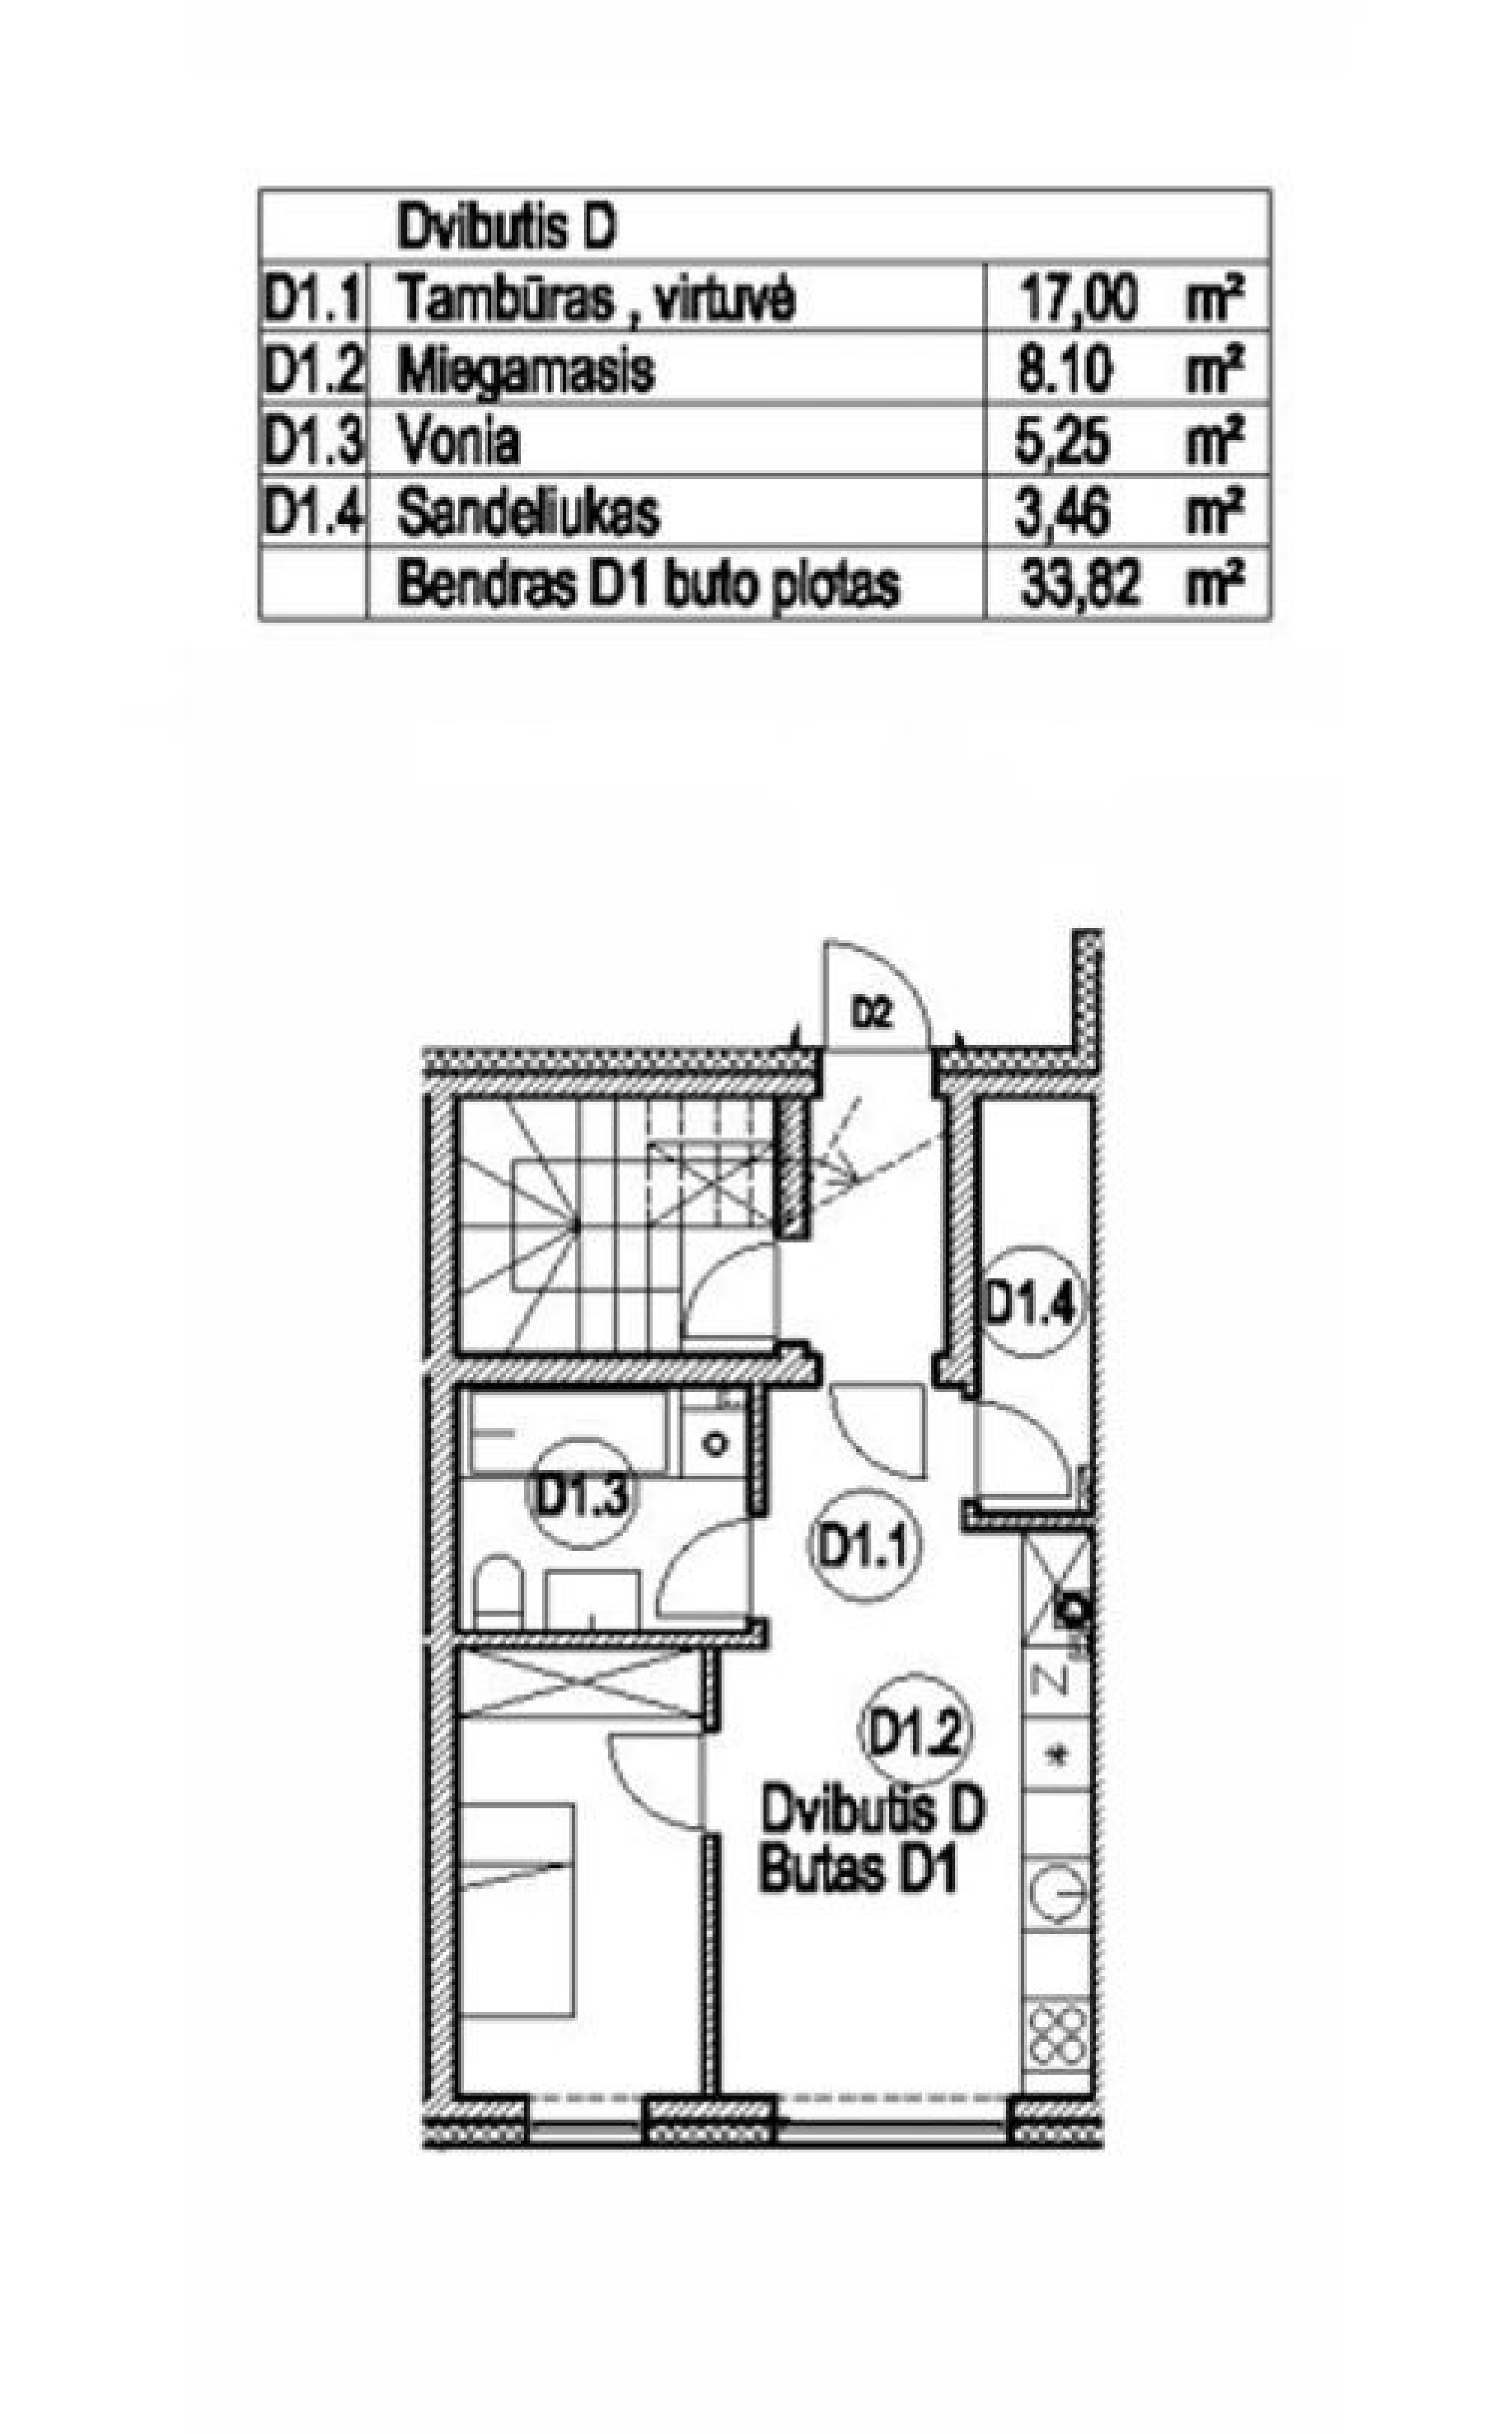 Dvibutis D
D1.1 Tambūras , virtuvė 17,00 m²
D1.2 Miegamasis 8.10 m²
D1.3 Vonia 5,25 m²
D1.4 Sandeliukas 3,46 m²
Bendras D1 buto plotas 33,82 m²
D2
D1.4
D1.3
D1.1
Z
D1.2
*
Dvibutis D
Butas D1